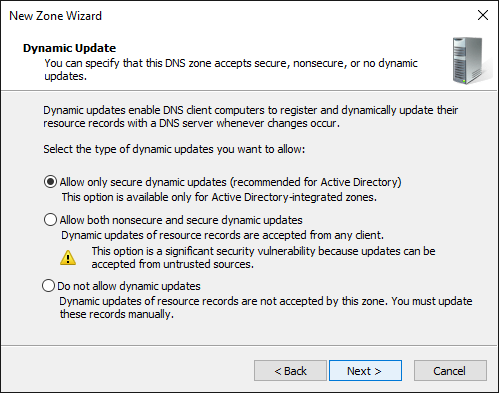 New Zone Wizard
Dynamic Update
You can specify that this DNS zone accepts secure, nonsecure, or no dynamic
updates.
Dynamic updates enable DNS client computers to register and dynamically update their
resource records with a DNS server whenever changes occur.
Select the type of dynamic updates you want to allow:
Allow only secure dynamic updates (recommended for Active Directory)
This option is available only for Active Directory-integrated zones.
Allow both nonsecure and secure dynamic updates
Dynamic updates of resource records are accepted from any client.
This option is a significant security vulnerability because updates can be
accepted from untrusted sources.
Do not allow dynamic updates
Dynamic updates of resource records are not accepted by this zone. You must update
these records manually.
< Back
Next >
Cancel